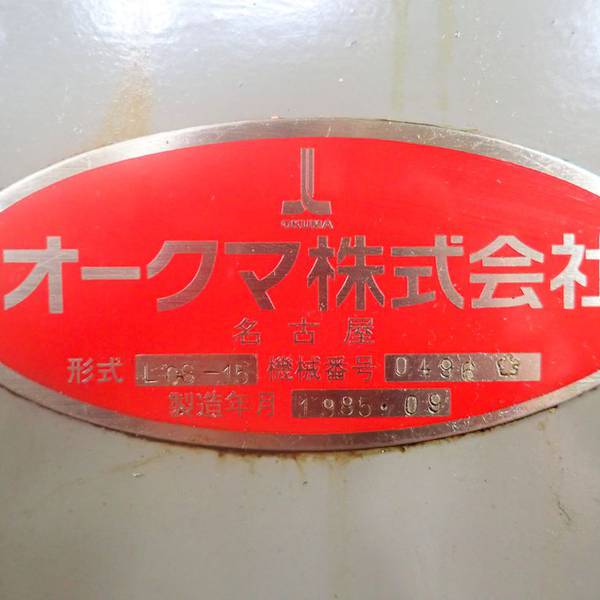 OKUMA
オークマ株式会社
名古屋
形式 LCS-15 機械番号 0496
製造年月 1985.09